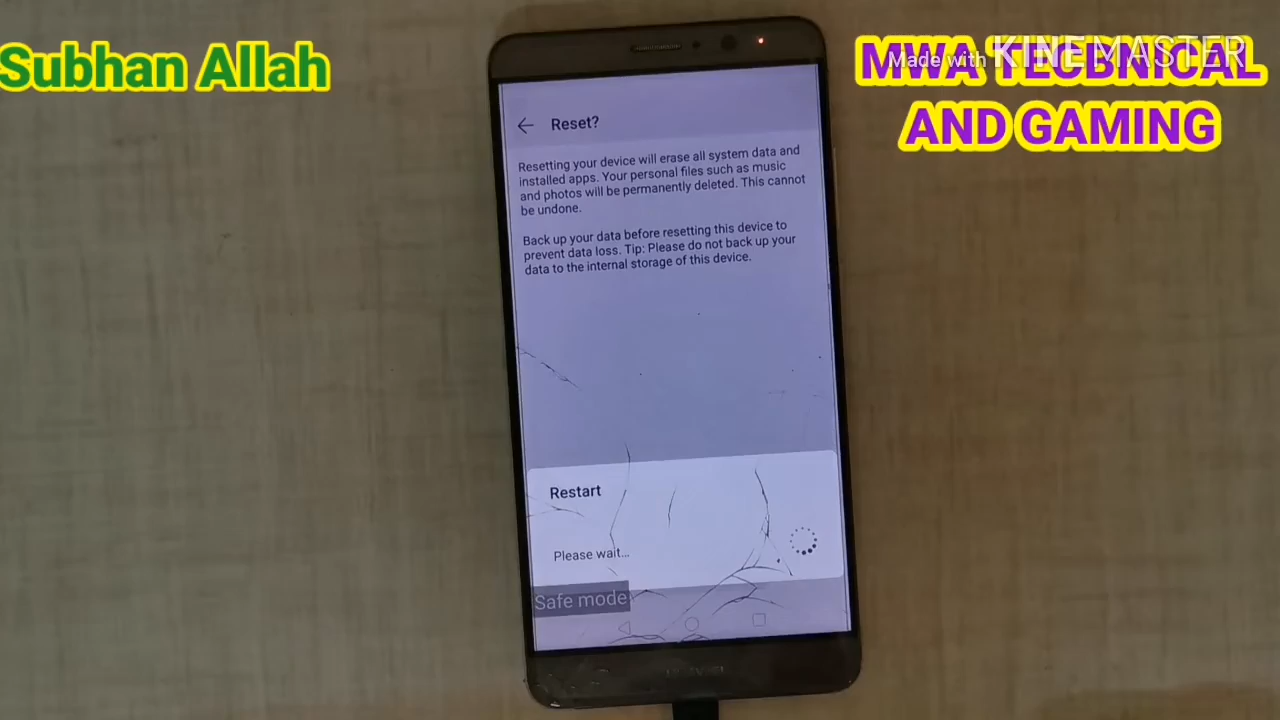 Subhan Allah
Made with KINEMASTER
MWA TECBNICAL
AND GAMING
Reset?
Resetting your device will erase all system data and
installed apps. Your personal files such as music
and photos will be permanently deleted. This cannot
be undone.
Back up your data before resetting this device to
prevent data loss. Tip: Please do not back up your
data to the internal storage of this device.
Restart
Please wait...
Safe mode
HUAWEI